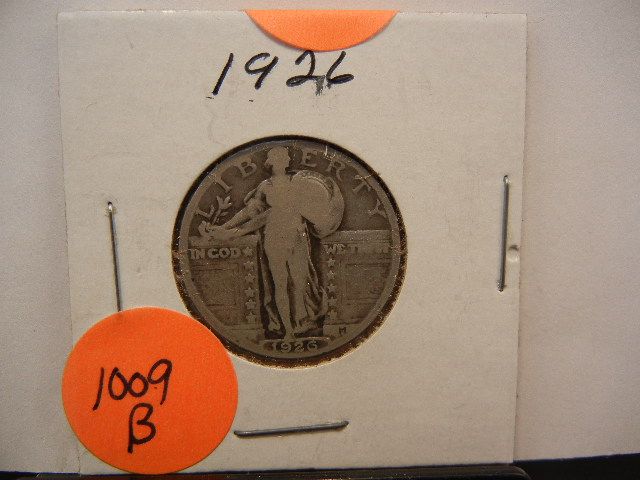 1926
LIBERTY
IN GOD WE TRUST
M
1926
1009
B